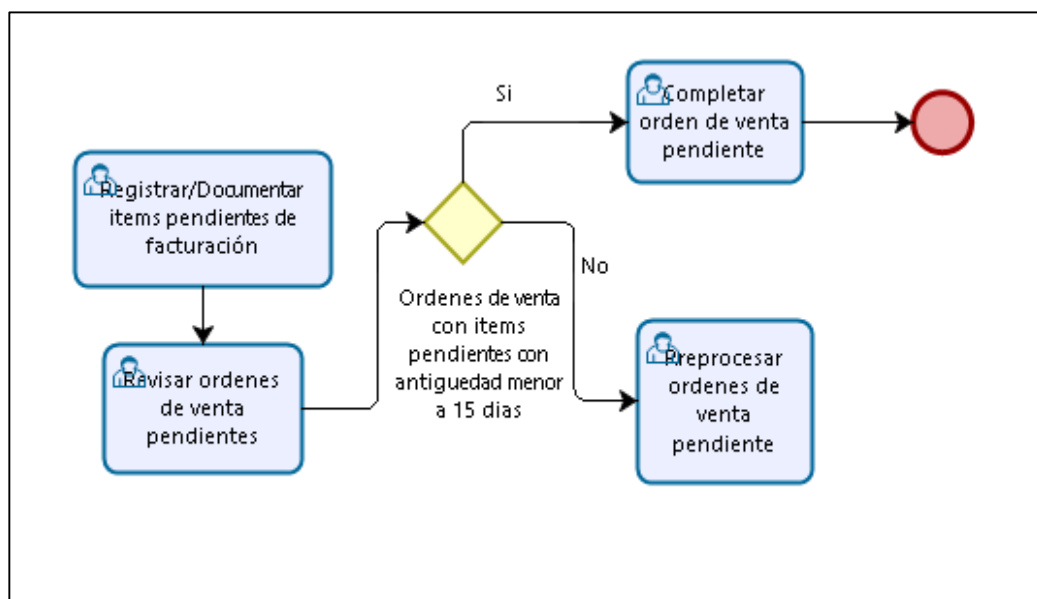 Registrar/Documentar
items pendientes de
facturación
Revisar ordenes
de venta
pendientes
Ordenes de venta
con items
pendientes con
antiguedad menor
a 15 dias
Si
Completar
orden de venta
pendiente
No
Preprocesar
ordenes de
venta
pendiente